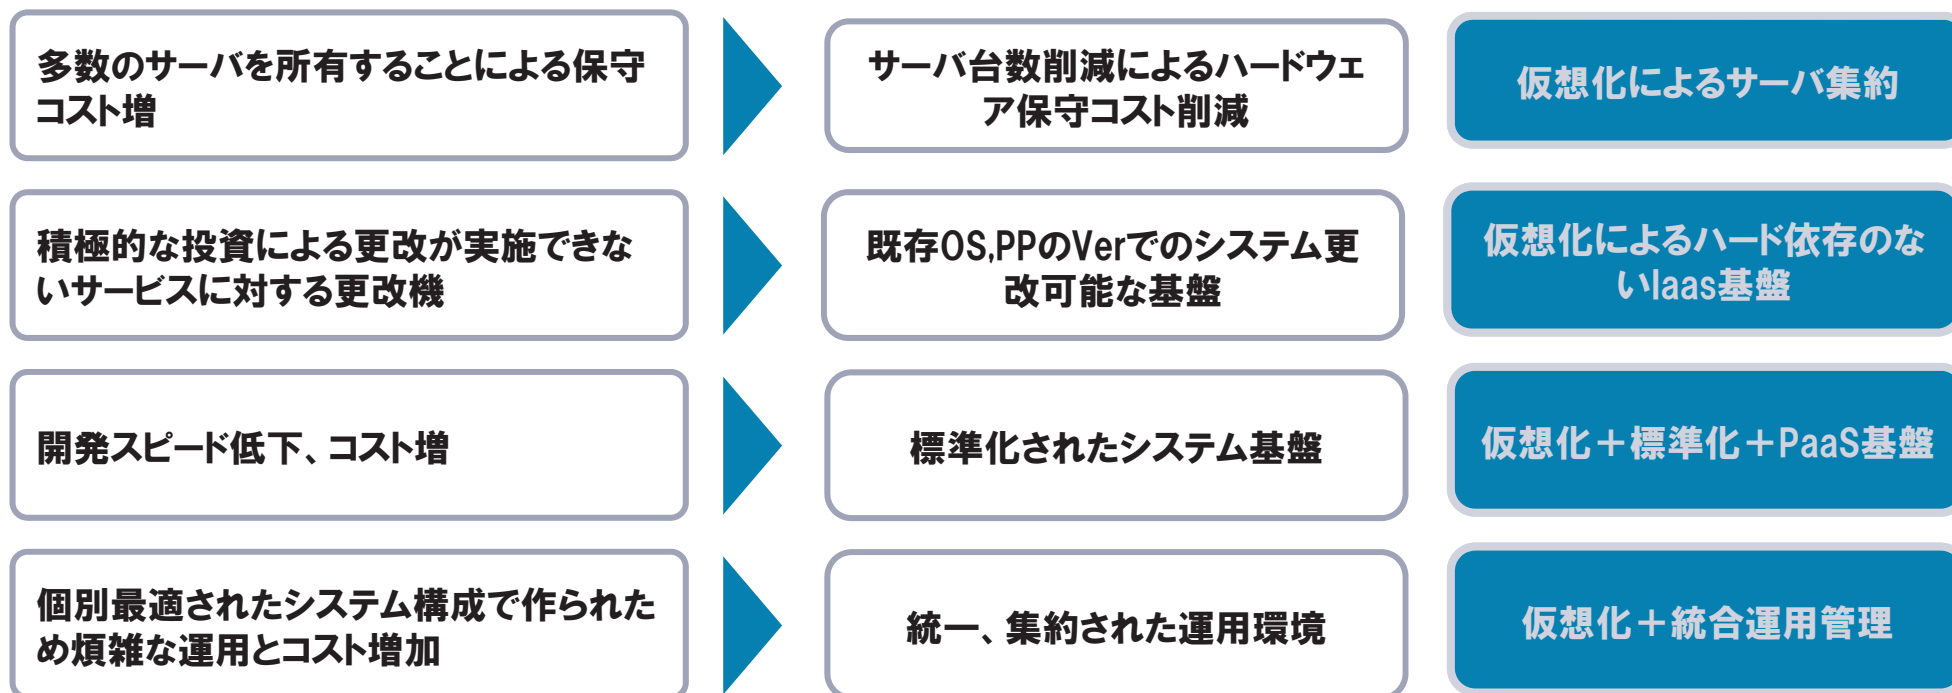 多数のサーバを所有することによる保守
コスト増
サーバ台数削減によるハードウェ
ア保守コスト削減
仮想化によるサーバ集約
積極的な投資による更改が実施できな
いサービスに対する更改機
既存OS,PPのVerでのシステム更
改可能な基盤
仮想化によるハード依存のな
いIaas基盤
開発スピード低下、コスト増
標準化されたシステム基盤
仮想化＋標準化＋PaaS基盤
個別最適されたシステム構成で作られた
め煩雑な運用とコスト増加
統一、集約された運用環境
仮想化＋統合運用管理